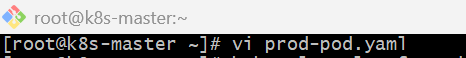 root@k8s-master:~
[root@k8s-master ~]# vi prod-pod.yaml